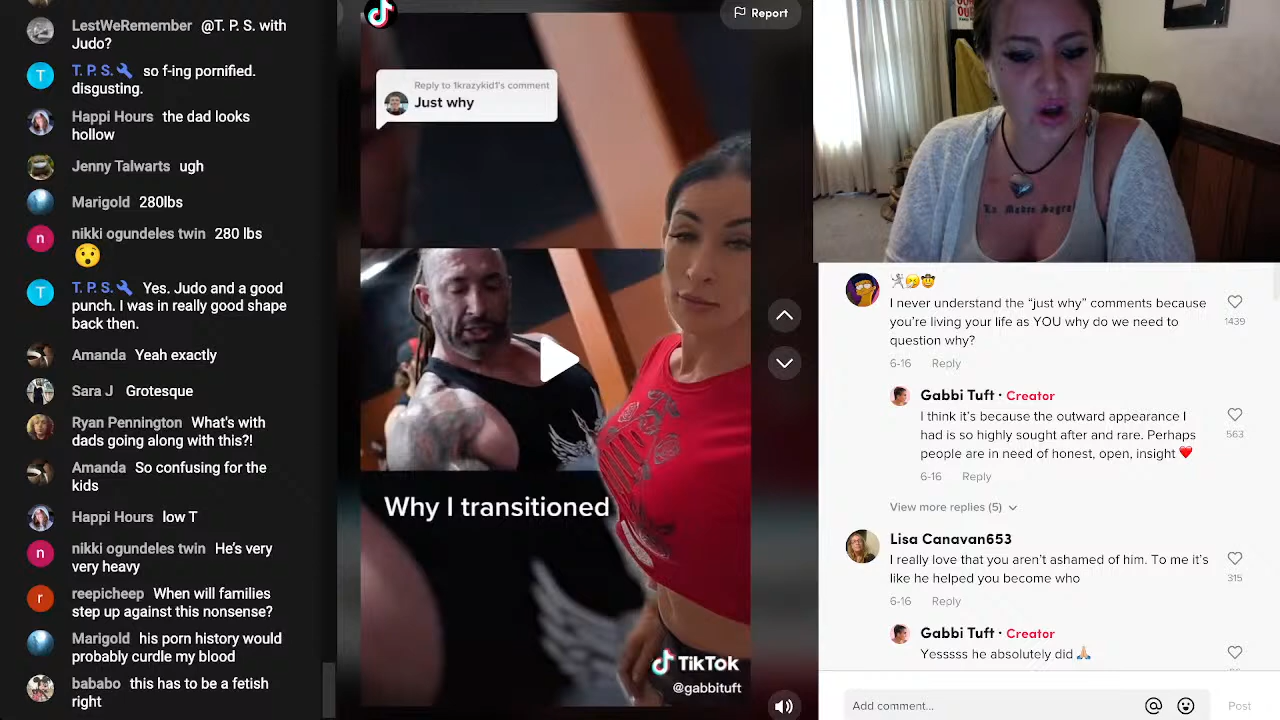 LestWeRemember @T. P. S. with
Judo?
T. P. S. so f-ing pornified.
disgusting.
Happi Hours the dad looks
hollow
Jenny Talwarts ugh
Marigold 280lbs
nikki ogundeles twin 280 lbs
😯
T. P. S. Yes. Judo and a good
punch. I was in really good shape
back then.
Amanda Yeah exactly
Sara J Grotesque
Ryan Pennington What's with
dads going along with this?!
Amanda So confusing for the
kids
Happi Hours low T
nikki ogundeles twin He's very
very heavy
reepicheep When will families
step up against this nonsense?
Marigold his porn history would
probably curdle my blood
bababo this has to be a fetish
right
T
n
T
n
r
Report
Reply to 1krazykid1's comment
Just why
Why I transitioned
TikTok
@gabbituft
La Madre Sagra
I never understand the “just why” comments because
you’re living your life as YOU why do we need to
question why?
1439
6-16 Reply
Gabbi Tuft · Creator
I think it’s because the outward appearance I
had is so highly sought after and rare. Perhaps
people are in need of honest, open, insight ❤️
563
6-16 Reply
View more replies (5)
Lisa Canavan653
I really love that you aren’t ashamed of him. To me it’s
like he helped you become who
315
6-16 Reply
Gabbi Tuft · Creator
Yesssss he absolutely did 🙏🏼
Add comment...
@
Post